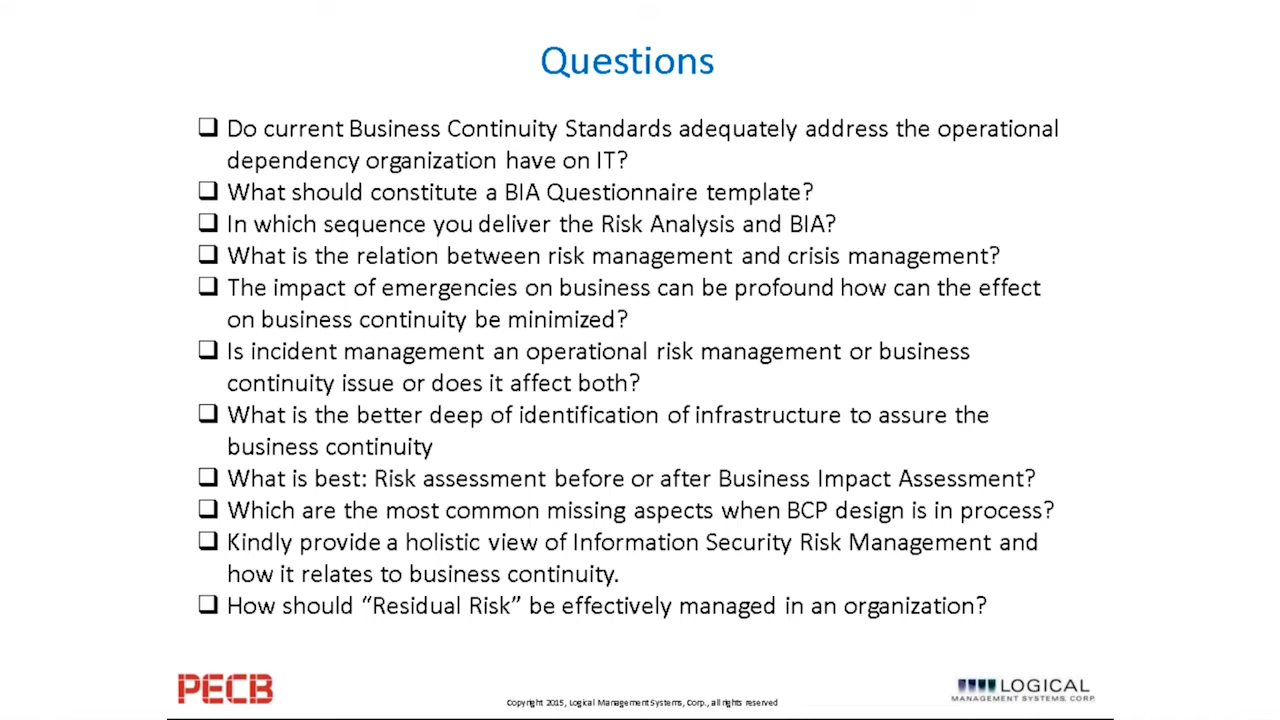 Questions
❑ Do current Business Continuity Standards adequately address the operational
dependency organization have on IT?
❑ What should constitute a BIA Questionnaire template?
❑ In which sequence you deliver the Risk Analysis and BIA?
❑ What is the relation between risk management and crisis management?
❑ The impact of emergencies on business can be profound how can the effect
on business continuity be minimized?
❑ Is incident management an operational risk management or business
continuity issue or does it affect both?
❑ What is the better deep of identification of infrastructure to assure the
business continuity
❑ What is best: Risk assessment before or after Business Impact Assessment?
❑ Which are the most common missing aspects when BCP design is in process?
❑ Kindly provide a holistic view of Information Security Risk Management and
how it relates to business continuity.
❑ How should “Residual Risk” be effectively managed in an organization?
PECB
Copyright 2015, Logical Management Systems, Corp., all rights reserved
LOGICAL
MANAGEMENT SYSTEMS, CORP.